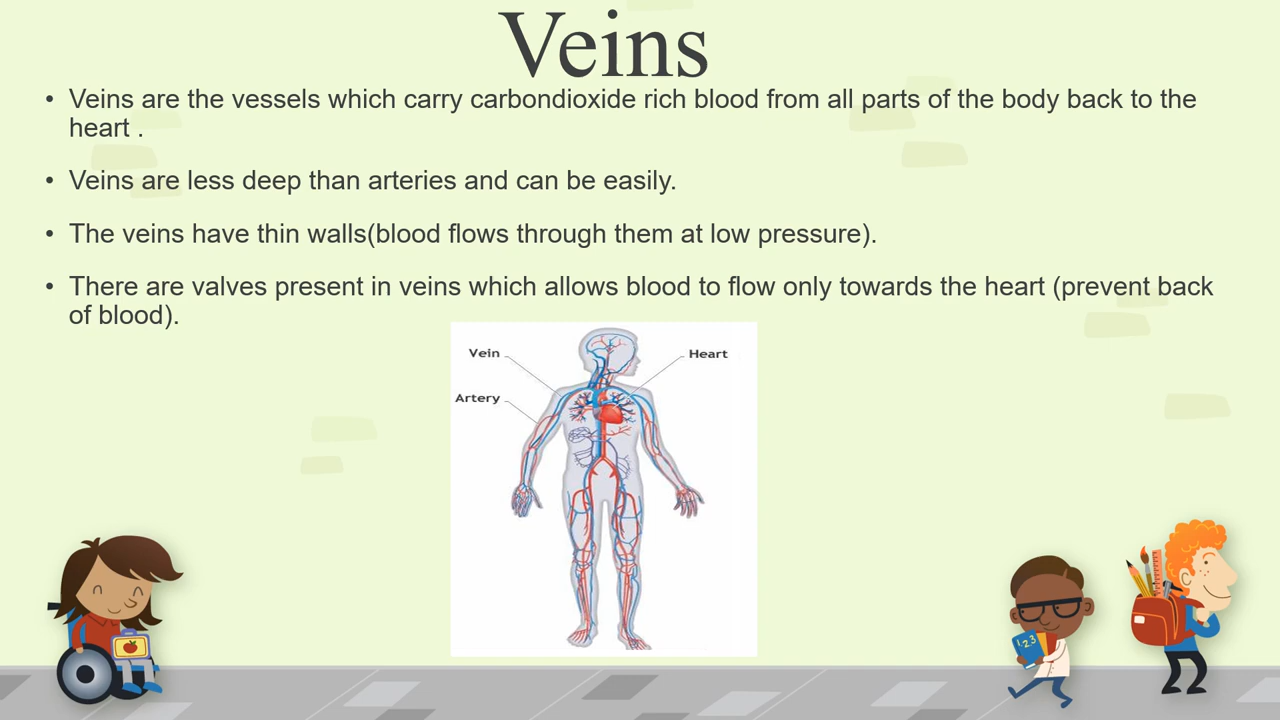 Veins
• Veins are the vessels which carry carbondioxide rich blood from all parts of the body back to the
heart .
• Veins are less deep than arteries and can be easily.
• The veins have thin walls(blood flows through them at low pressure).
• There are valves present in veins which allows blood to flow only towards the heart (prevent back
of blood).
Vein
Heart
Artery
123